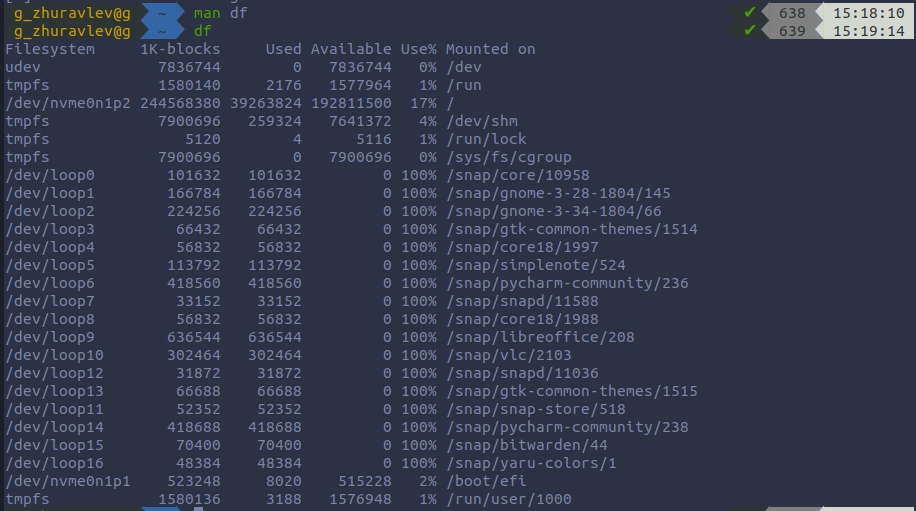 g_zhuravlev@g ~ man df ✔ 638 15:18:10
g_zhuravlev@g ~ df ✔ 639 15:19:14
Filesystem 1K-blocks Used Available Use% Mounted on
udev 7836744 0 7836744 0% /dev
tmpfs 1580140 2176 1577964 1% /run
/dev/nvme0n1p2 244568380 39263824 192811500 17% /
tmpfs 7900696 259324 7641372 4% /dev/shm
tmpfs 5120 4 5116 1% /run/lock
tmpfs 7900696 0 7900696 0% /sys/fs/cgroup
/dev/loop0 101632 101632 0 100% /snap/core/10958
/dev/loop1 166784 166784 0 100% /snap/gnome-3-28-1804/145
/dev/loop2 224256 224256 0 100% /snap/gnome-3-34-1804/66
/dev/loop3 66432 66432 0 100% /snap/gtk-common-themes/1514
/dev/loop4 56832 56832 0 100% /snap/core18/1997
/dev/loop5 113792 113792 0 100% /snap/simplenote/524
/dev/loop6 418560 418560 0 100% /snap/pycharm-community/236
/dev/loop7 33152 33152 0 100% /snap/snapd/11588
/dev/loop8 56832 56832 0 100% /snap/core18/1988
/dev/loop9 636544 636544 0 100% /snap/libreoffice/208
/dev/loop10 302464 302464 0 100% /snap/vlc/2103
/dev/loop12 31872 31872 0 100% /snap/snapd/11036
/dev/loop13 66688 66688 0 100% /snap/gtk-common-themes/1515
/dev/loop11 52352 52352 0 100% /snap/snap-store/518
/dev/loop14 418688 418688 0 100% /snap/pycharm-community/238
/dev/loop15 70400 70400 0 100% /snap/bitwarden/44
/dev/loop16 48384 48384 0 100% /snap/yaru-colors/1
/dev/nvme0n1p1 523248 8020 515228 2% /boot/efi
tmpfs 1580136 3188 1576948 1% /run/user/1000